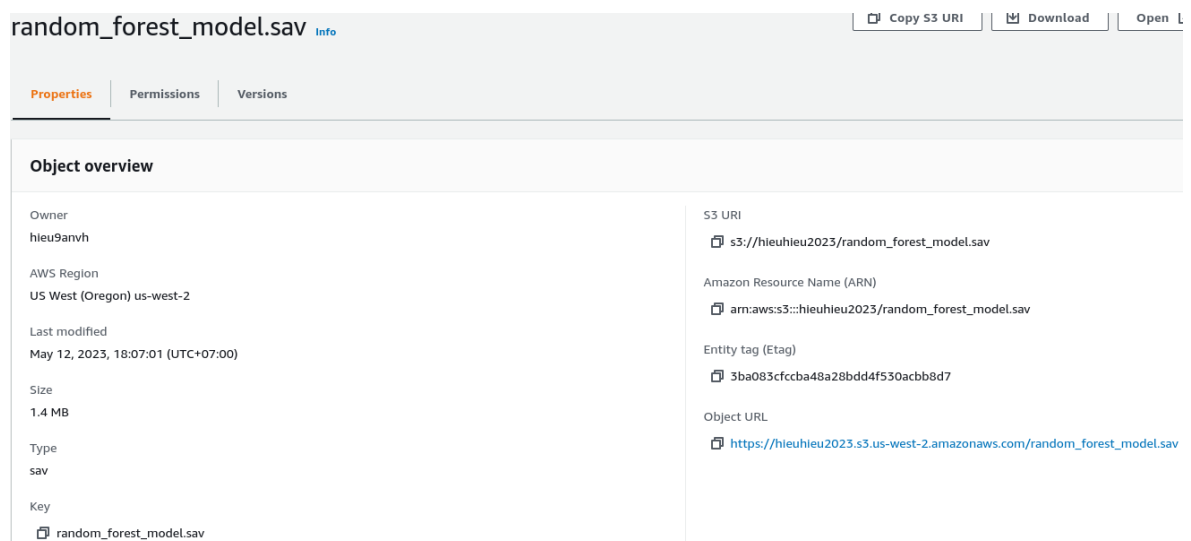 random_forest_model.sav Info
Copy S3 URI
Download
Open
Properties
Permissions
Versions
Object overview
Owner
hieu9anvh
AWS Region
US West (Oregon) us-west-2
Last modified
May 12, 2023, 18:07:01 (UTC+07:00)
Size
1.4 MB
Type
sav
Key
random_forest_model.sav
S3 URI
s3://hieuhieu2023/random_forest_model.sav
Amazon Resource Name (ARN)
arn:aws:s3:::hieuhieu2023/random_forest_model.sav
Entity tag (Etag)
3ba083cfccba48a28bdd4f530acbb8d7
Object URL
https://hieuhieu2023.s3.us-west-2.amazonaws.com/random_forest_model.sav